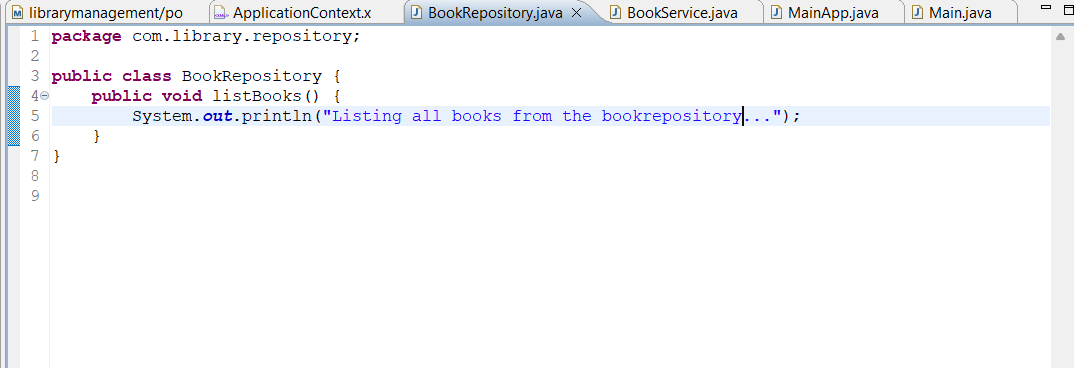 librarymanagement/po ApplicationContext.x BookRepository.java BookService.java MainApp.java Main.java
1 package com.library.repository;
2
3 public class BookRepository {
4 public void listBooks() {
5 System.out.println("Listing all books from the bookrepository...");
6 }
7 }
8
9